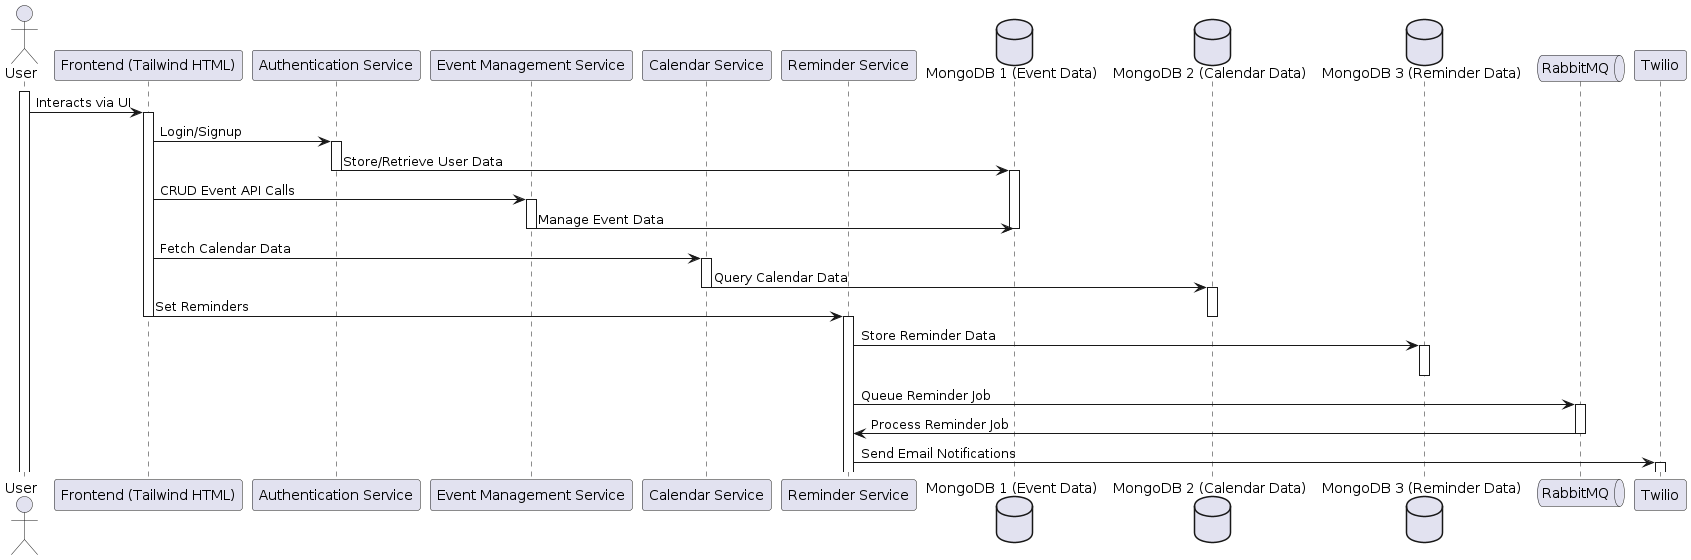 User
Frontend (Tailwind HTML)
Authentication Service
Event Management Service
Calendar Service
Reminder Service
MongoDB 1 (Event Data)
MongoDB 2 (Calendar Data)
MongoDB 3 (Reminder Data)
RabbitMQ
Twilio
Interacts via UI
Login/Signup
Store/Retrieve User Data
CRUD Event API Calls
Manage Event Data
Fetch Calendar Data
Query Calendar Data
Set Reminders
Store Reminder Data
Queue Reminder Job
Process Reminder Job
Send Email Notifications
User
Frontend (Tailwind HTML)
Authentication Service
Event Management Service
Calendar Service
Reminder Service
MongoDB 1 (Event Data)
MongoDB 2 (Calendar Data)
MongoDB 3 (Reminder Data)
RabbitMQ
Twilio